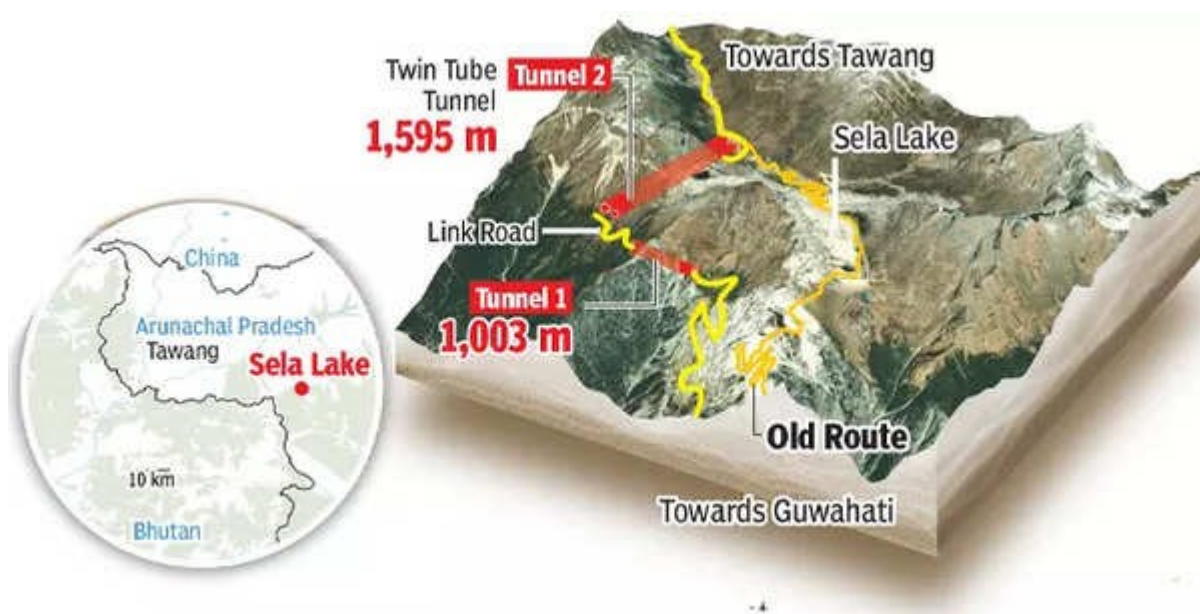 Towards Tawang
Twin Tube
Tunnel
Tunnel 2
1,595 m
Sela Lake
Link Road
Tunnel 1
1,003 m
Old Route
Towards Guwahati
China
Arunachal Pradesh
Tawang
Sela Lake
10 km
Bhutan